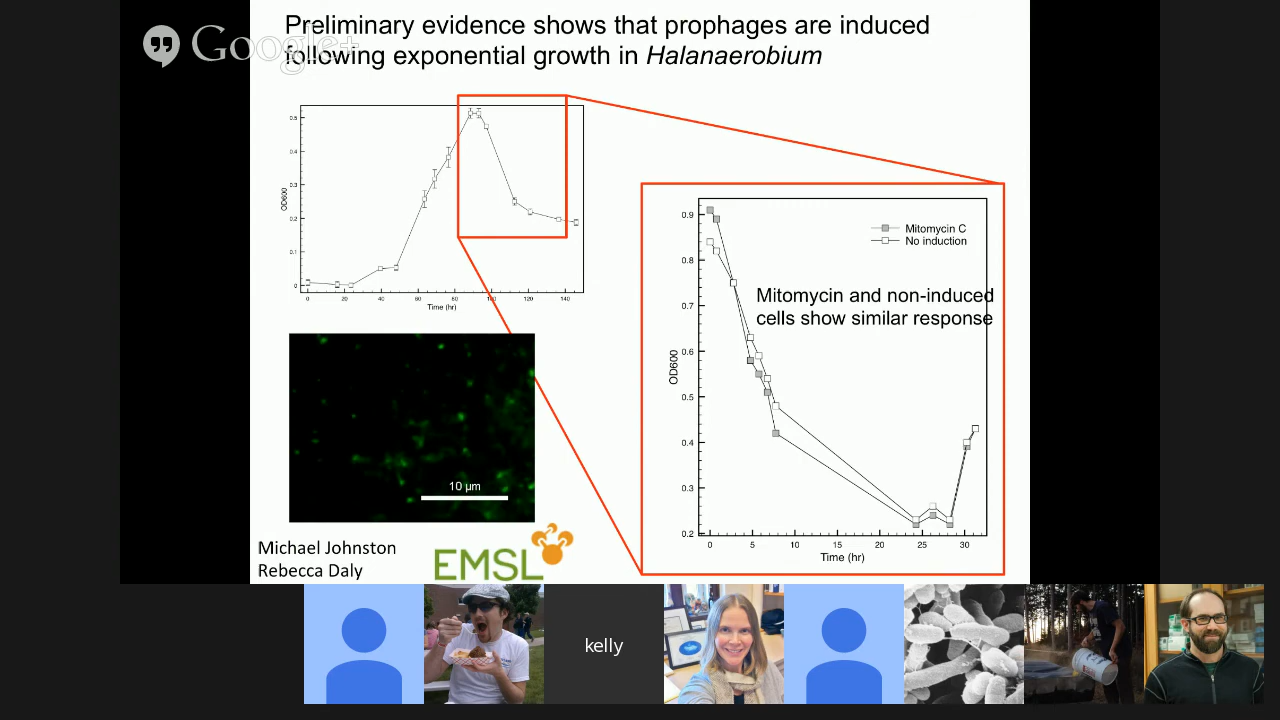 Preliminary evidence shows that prophages are induced
following exponential growth in Halanaerobium
Google+
0.5
0.4
0.3
0.2
0.1
0
OD600
0 20 40 60 80 100 120 140
Time (hr)
0.9
0.8
0.7
0.6
0.5
0.4
0.3
0.2
OD600
Mitomycin C
No induction
Mitomycin and non-induced
cells show similar response
0 5 10 15 20 25 30
Time (hr)
10 µm
Michael Johnston
Rebecca Daly
EMSL
kelly